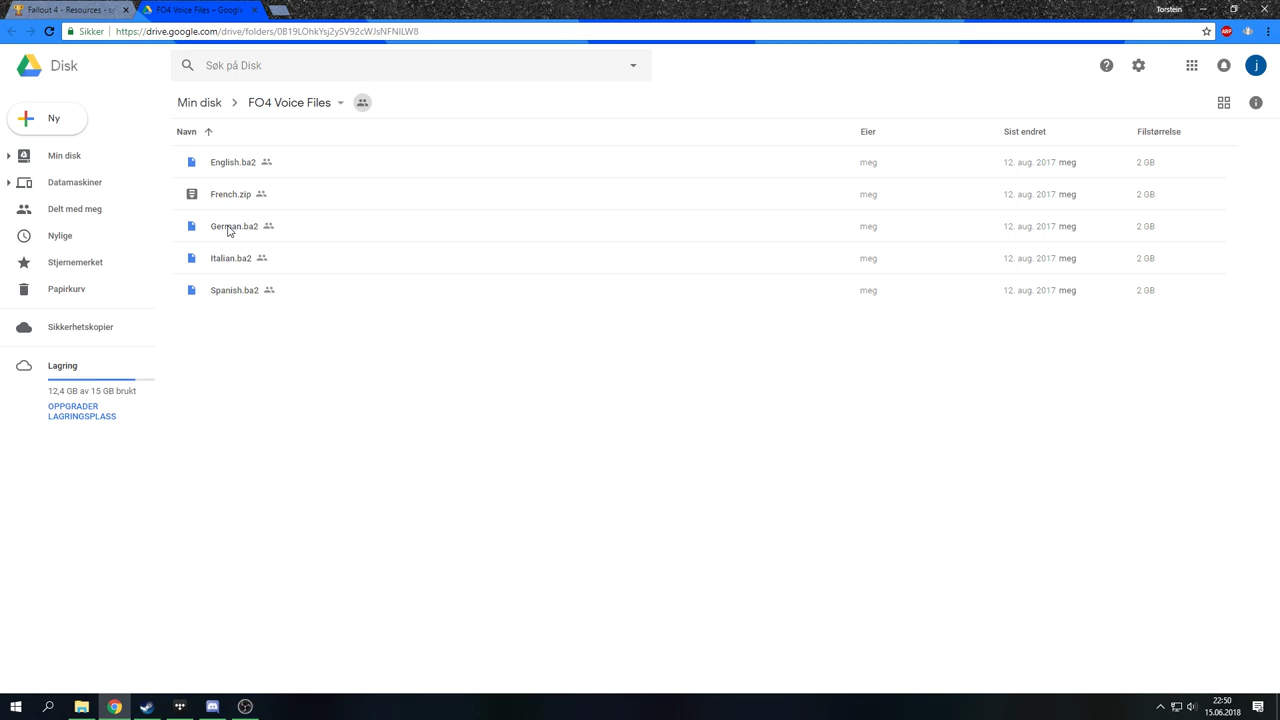 Fallout 4 - Resources - s
FO4 Voice Files – Google
Torstein
Sikker
https://drive.google.com/drive/folders/0B19LOhkYsj2ySV92cWJsNFNILW8
ABP
Disk
Søk på Disk
j
Ny
Min disk
FO4 Voice Files
Navn
Eier
Sist endret
Filstørrelse
English.ba2
meg
12. aug. 2017 meg
2 GB
French.zip
meg
12. aug. 2017 meg
2 GB
German.ba2
meg
12. aug. 2017 meg
2 GB
Italian.ba2
meg
12. aug. 2017 meg
2 GB
Spanish.ba2
meg
12. aug. 2017 meg
2 GB
Min disk
Datamaskiner
Delt med meg
Nylige
Stjernemerket
Papirkurv
Sikkerhetskopier
Lagring
12,4 GB av 15 GB brukt
OPPGRADER
LAGRINGSPLASS
22:50
15.06.2018